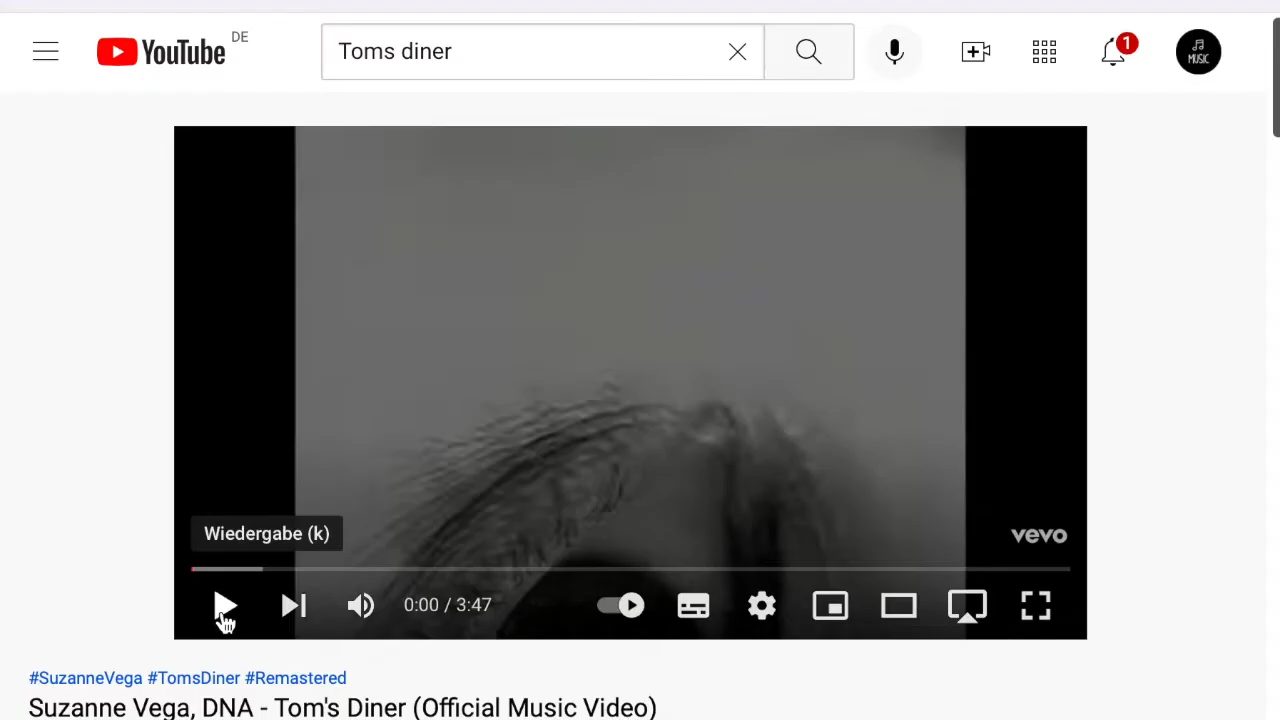 YouTube DE
Toms diner
1
MUSIC
vevo
Wiedergabe (k)
0:00 / 3:47
#SuzanneVega #TomsDiner #Remastered
Suzanne Vega, DNA - Tom's Diner (Official Music Video)